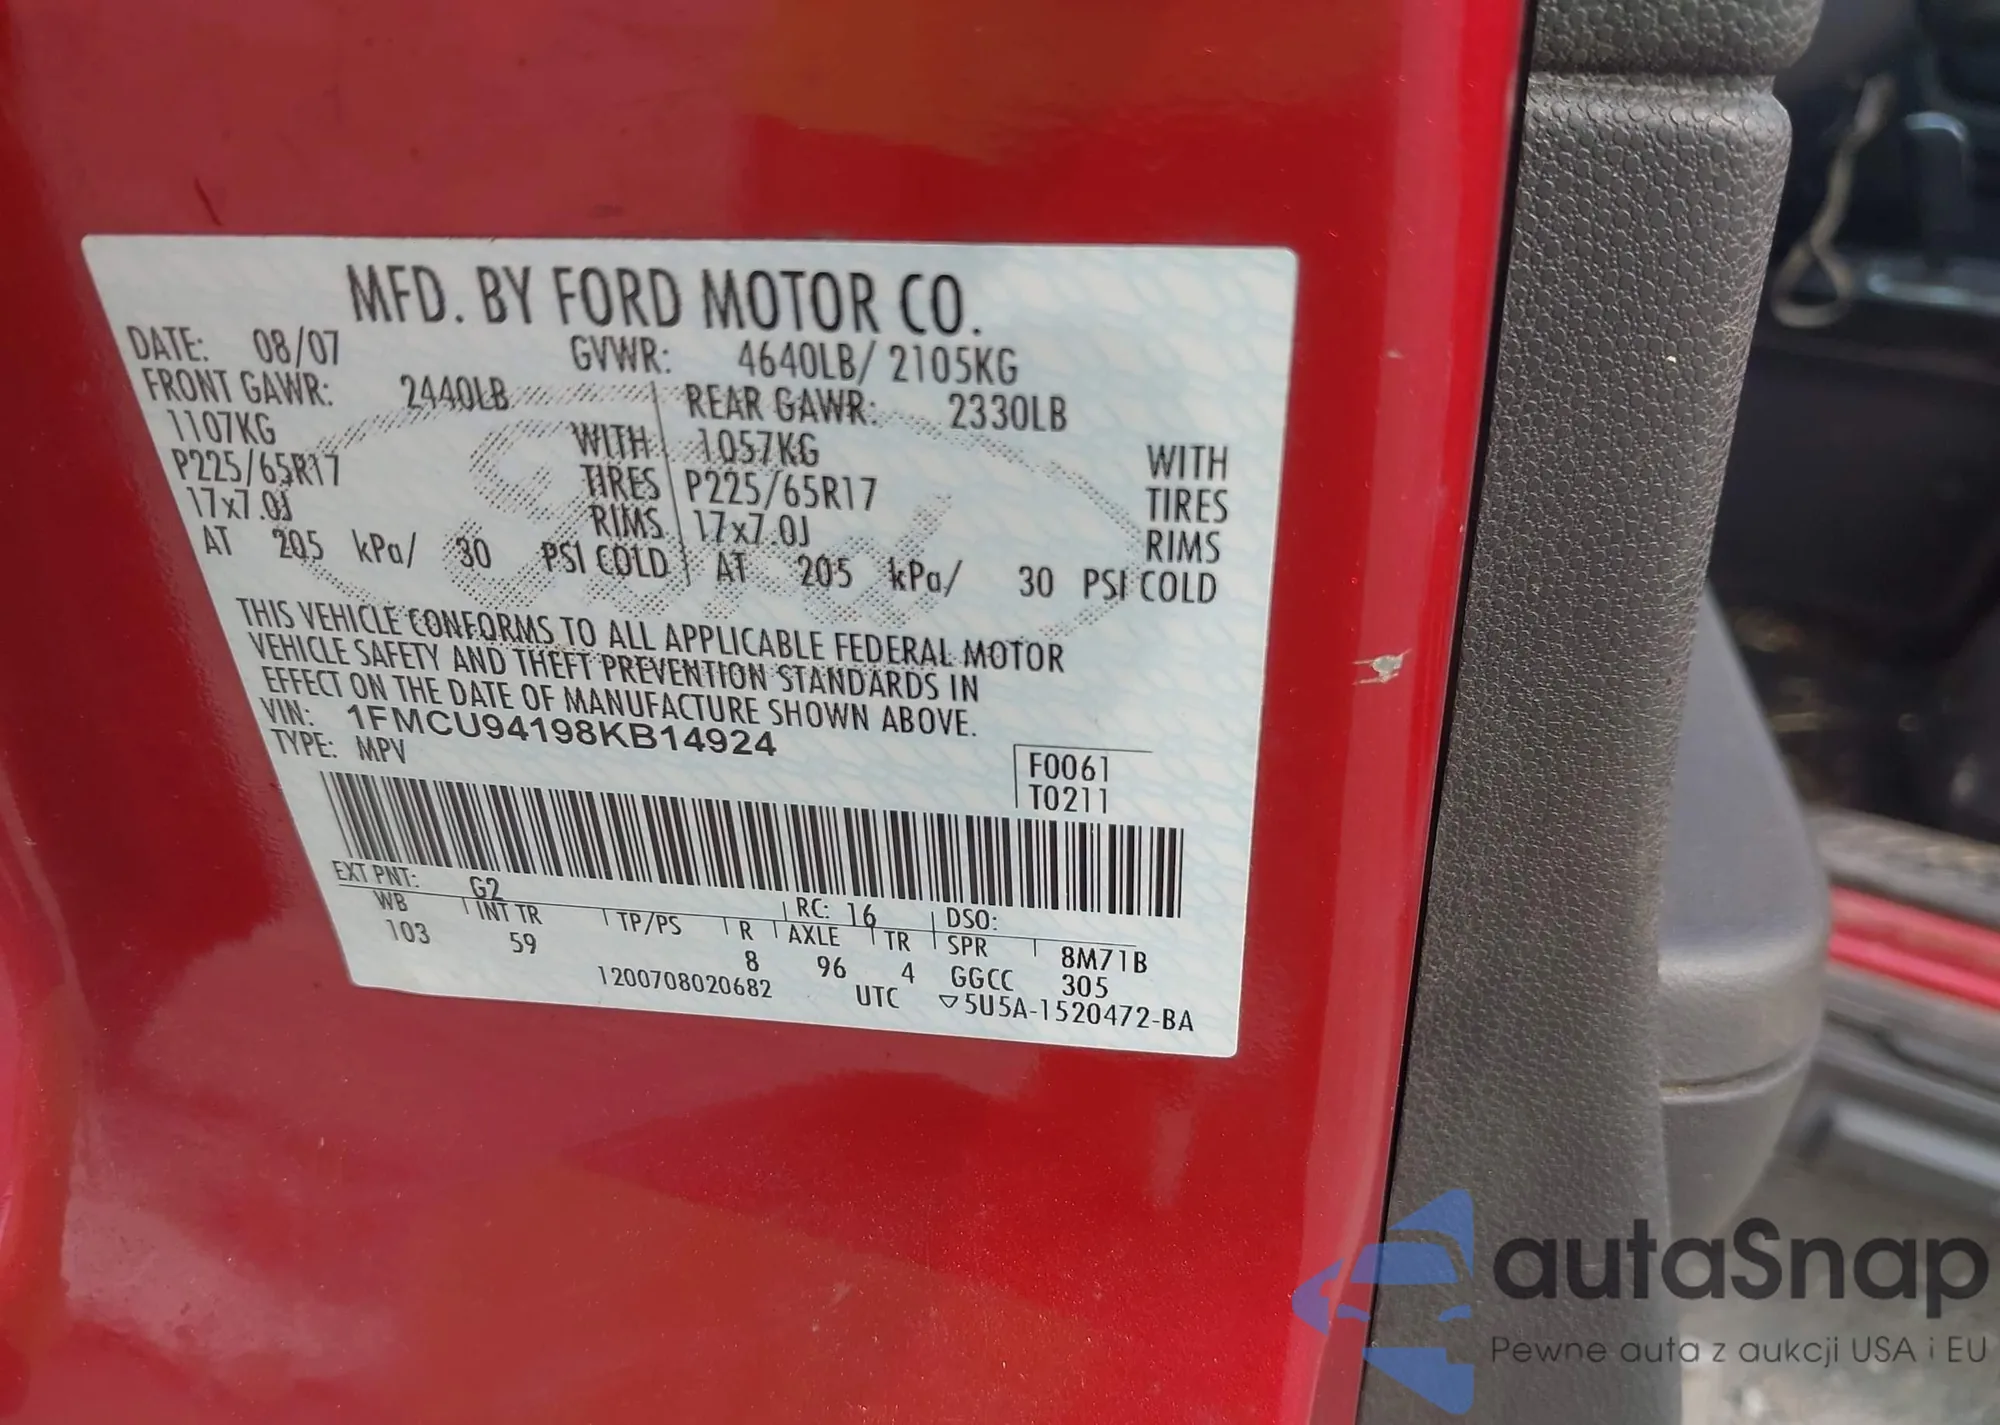 MFD. BY FORD MOTOR CO.
DATE: 08/07 GVWR: 4640LB/ 2105KG
FRONT GAWR: 2440LB REAR GAWR: 2330LB
1107KG WITH 1057KG WITH
P225/65R17 TIRES P225/65R17 TIRES
17x7.0J RIMS 17x7.0J RIMS
AT 205 kPa/ 30 PSI COLD AT 205 kPa/ 30 PSI COLD
THIS VEHICLE CONFORMS TO ALL APPLICABLE FEDERAL MOTOR
VEHICLE SAFETY AND THEFT PREVENTION STANDARDS IN
EFFECT ON THE DATE OF MANUFACTURE SHOWN ABOVE.
VIN: 1FMCU94198KB14924
TYPE: MPV
F0061
T0211
EXT PNT: G2 RC: 16 DSO:
WB INT TR TP/PS R AXLE TR SPR 8M71B
103 59 8 96 4 GGCC 305
1200708020682 UTC ▽5U5A-1520472-BA
autaSnap
Pewne auta z aukcji USA i EU